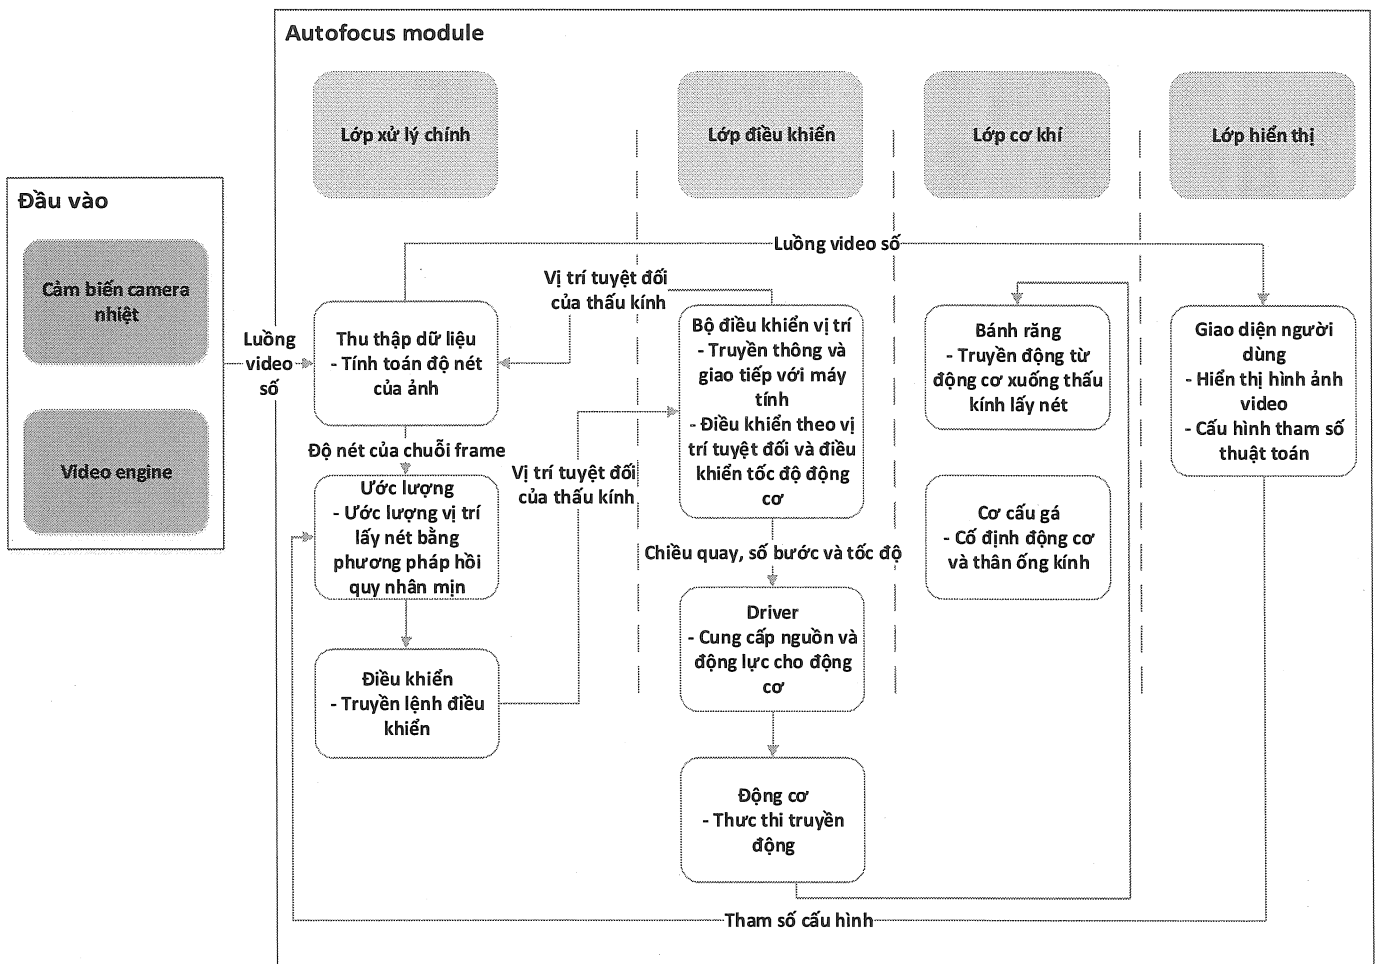 Autofocus module
Lớp xử lý chính
Lớp điều khiển
Lớp cơ khí
Lớp hiển thị
Đầu vào
Cảm biến camera
nhiệt
Video engine
Luồng
video
số
Luồng video số
Thu thập dữ liệu
- Tính toán độ nét
của ảnh
Vị trí tuyệt đối
của thấu kính
Độ nét của chuỗi frame
Ước lượng
- Ước lượng vị trí
lấy nét bằng
phương pháp hồi
quy nhân mịn
Vị trí tuyệt đối
của thấu kính
Điều khiển
- Truyền lệnh điều
khiển
Bộ điều khiển vị trí
- Truyền thông và
giao tiếp với máy
tính
- Điều khiển theo vị
trí tuyệt đối và điều
khiển tốc độ động
cơ
Chiều quay, số bước và tốc độ
Driver
- Cung cấp nguồn và
động lực cho động
cơ
Động cơ
- Thưc thi truyền
động
Bánh răng
- Truyền động từ
động cơ xuống thấu
kính lấy nét
Cơ cấu gá
- Cố định động cơ
và thân ống kính
Giao diện người
dùng
- Hiển thị hình ảnh
video
- Cấu hình tham số
thuật toán
Tham số cấu hình